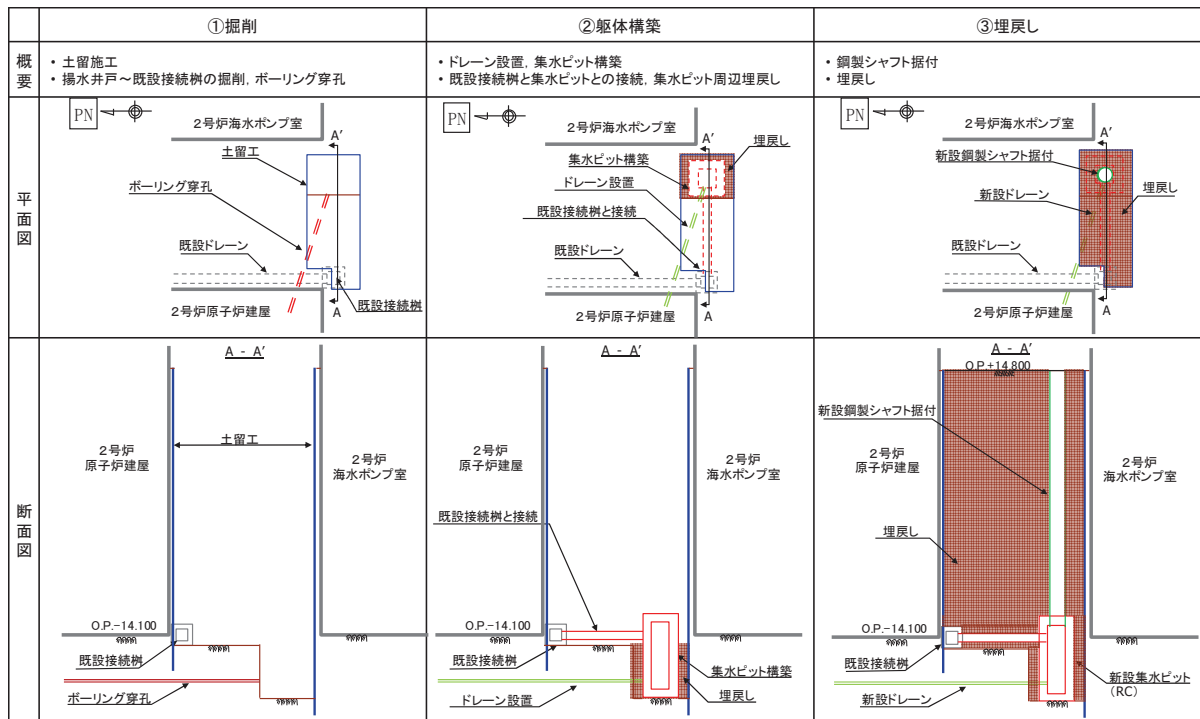 ①掘削
②躯体構築
③埋戻し
概要
・土留施工
・揚水井戸～既設接続桝の掘削, ボーリング穿孔
・ドレーン設置, 集水ピット構築
・既設接続桝と集水ピットとの接続, 集水ピット周辺埋戻し
・鋼製シャフト据付
・埋戻し
平面図
PN
2号炉海水ポンプ室
A'
土留工
ボーリング穿孔
既設ドレーン
既設接続桝
2号炉原子炉建屋
A
PN
2号炉海水ポンプ室
A'
埋戻し
集水ピット構築
ドレーン設置
既設接続桝と接続
既設ドレーン
2号炉原子炉建屋
A
PN
2号炉海水ポンプ室
A'
新設鋼製シャフト据付
埋戻し
新設ドレーン
既設ドレーン
2号炉原子炉建屋
A
断面図
A - A'
土留工
2号炉
原子炉建屋
2号炉
海水ポンプ室
O.P.-14.100
既設接続桝
ボーリング穿孔
A - A'
2号炉
原子炉建屋
2号炉
海水ポンプ室
既設接続桝と接続
O.P.-14.100
既設接続桝
集水ピット構築
ドレーン設置
埋戻し
A - A'
O.P.+14.800
新設鋼製シャフト据付
2号炉
原子炉建屋
2号炉
海水ポンプ室
埋戻し
O.P.-14.100
既設接続桝
新設集水ピット
(RC)
新設ドレーン